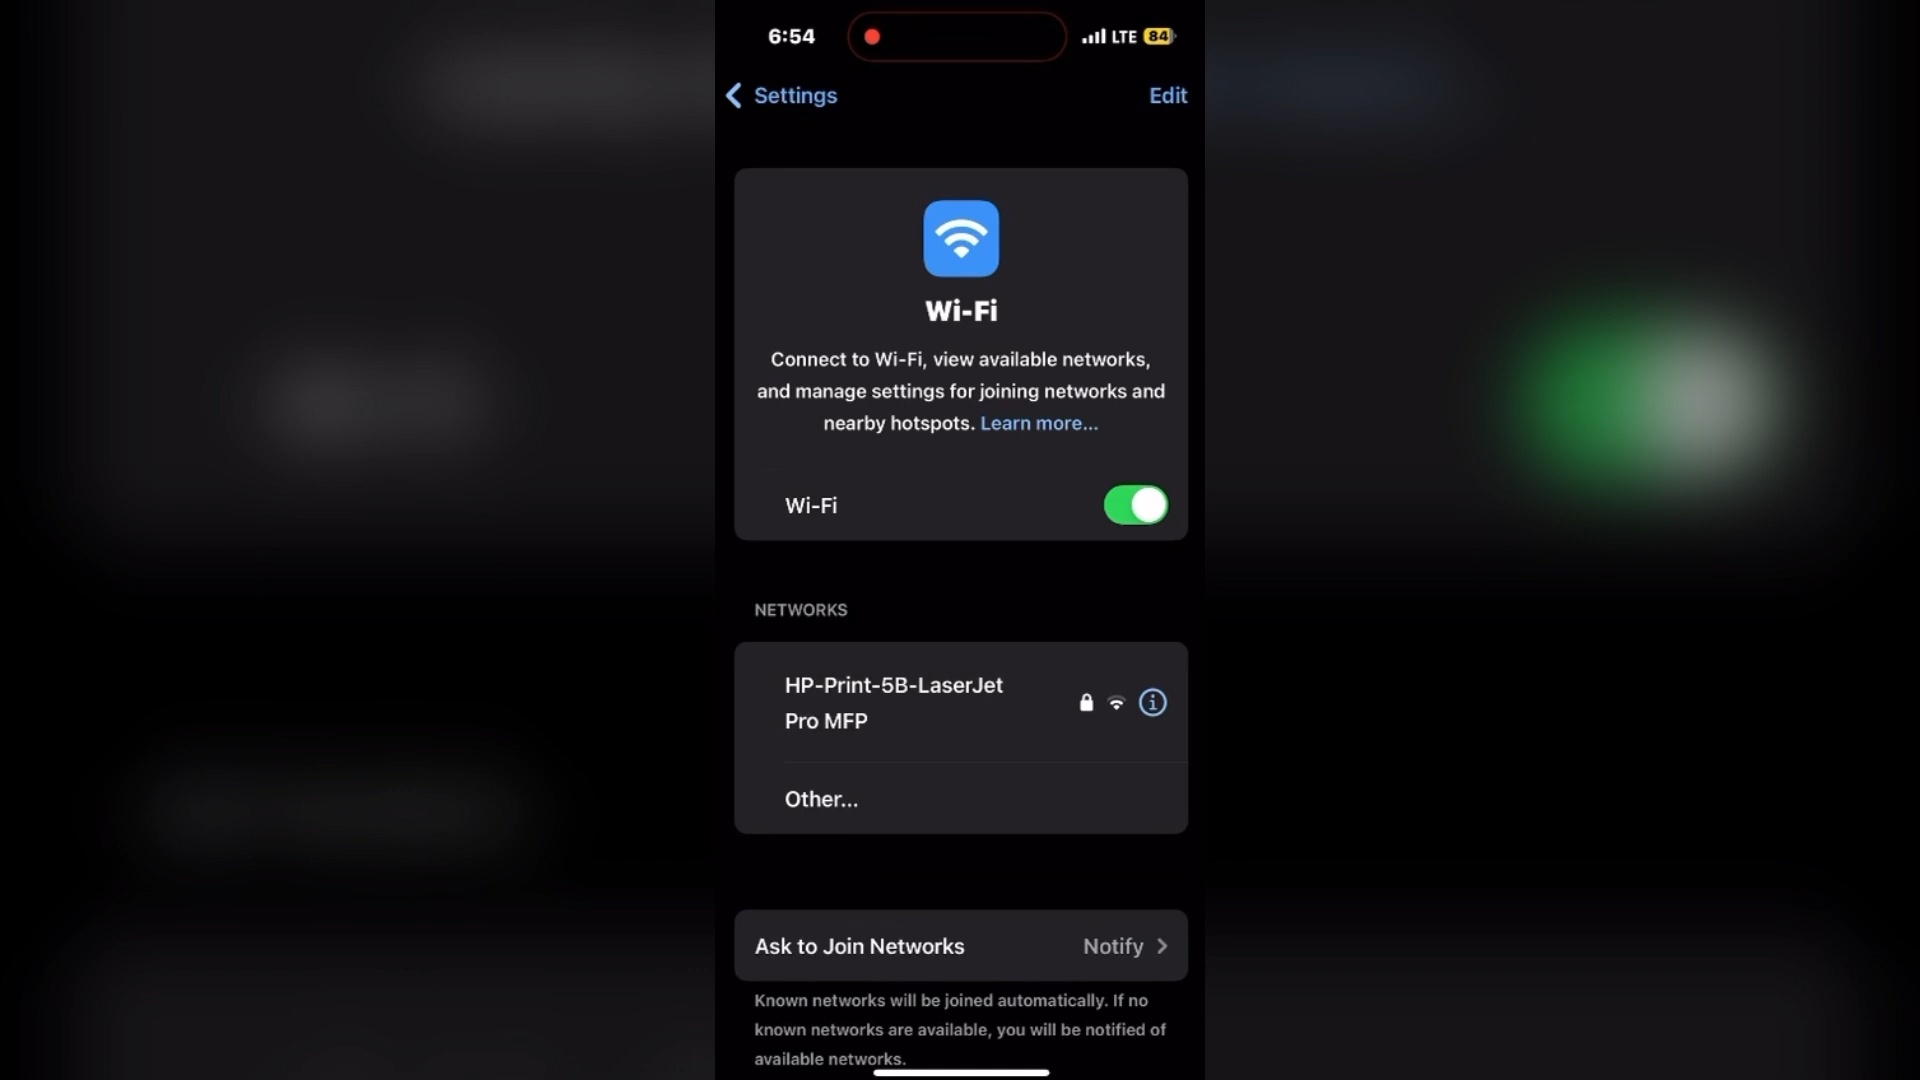 6:54
LTE 84
Settings
Edit
Wi-Fi
Connect to Wi-Fi, view available networks,
and manage settings for joining networks and
nearby hotspots. Learn more...
Wi-Fi
NETWORKS
HP-Print-5B-LaserJet
Pro MFP
Other...
Ask to Join Networks
Notify
Known networks will be joined automatically. If no
known networks are available, you will be notified of
available networks.